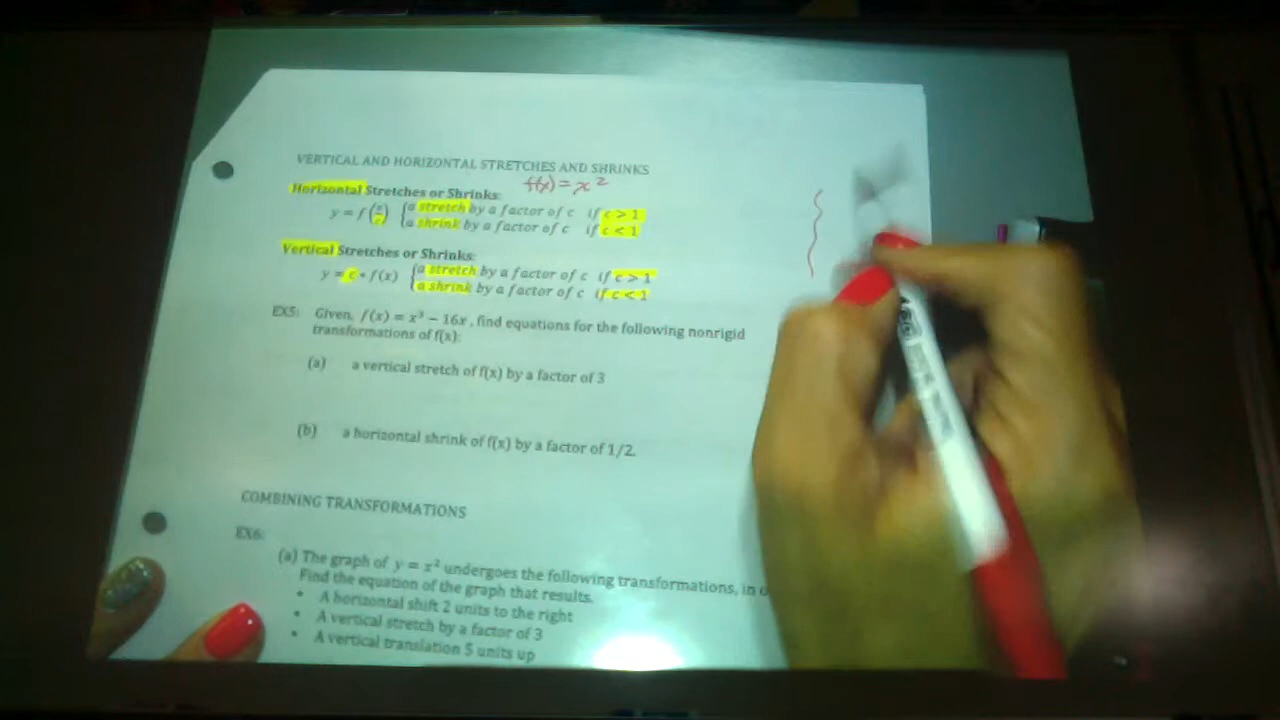 VERTICAL AND HORIZONTAL STRETCHES AND SHRINKS
f(x) = x²
Horizontal Stretches or Shrinks:
y = f(x/c) { a stretch by a factor of c if c > 1
a shrink by a factor of c if c < 1
Vertical Stretches or Shrinks:
y = c • f(x) { a stretch by a factor of c if c > 1
a shrink by a factor of c if c < 1
EX5: Given, f(x) = x³ − 16x, find equations for the following nonrigid
transformations of f(x):
(a) a vertical stretch of f(x) by a factor of 3
(b) a horizontal shrink of f(x) by a factor of 1/2.
COMBINING TRANSFORMATIONS
EX6:
(a) The graph of y = x² undergoes the following transformations, in
Find the equation of the graph that results.
• A horizontal shift 2 units to the right
• A vertical stretch by a factor of 3
• A vertical translation 5 units up